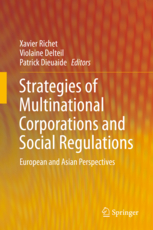 Xavier Richet
Violaine Delteil
Patrick Dieuaide Editors
Strategies of
Multinational
Corporations and
Social Regulations
European and Asian Perspectives
Springer